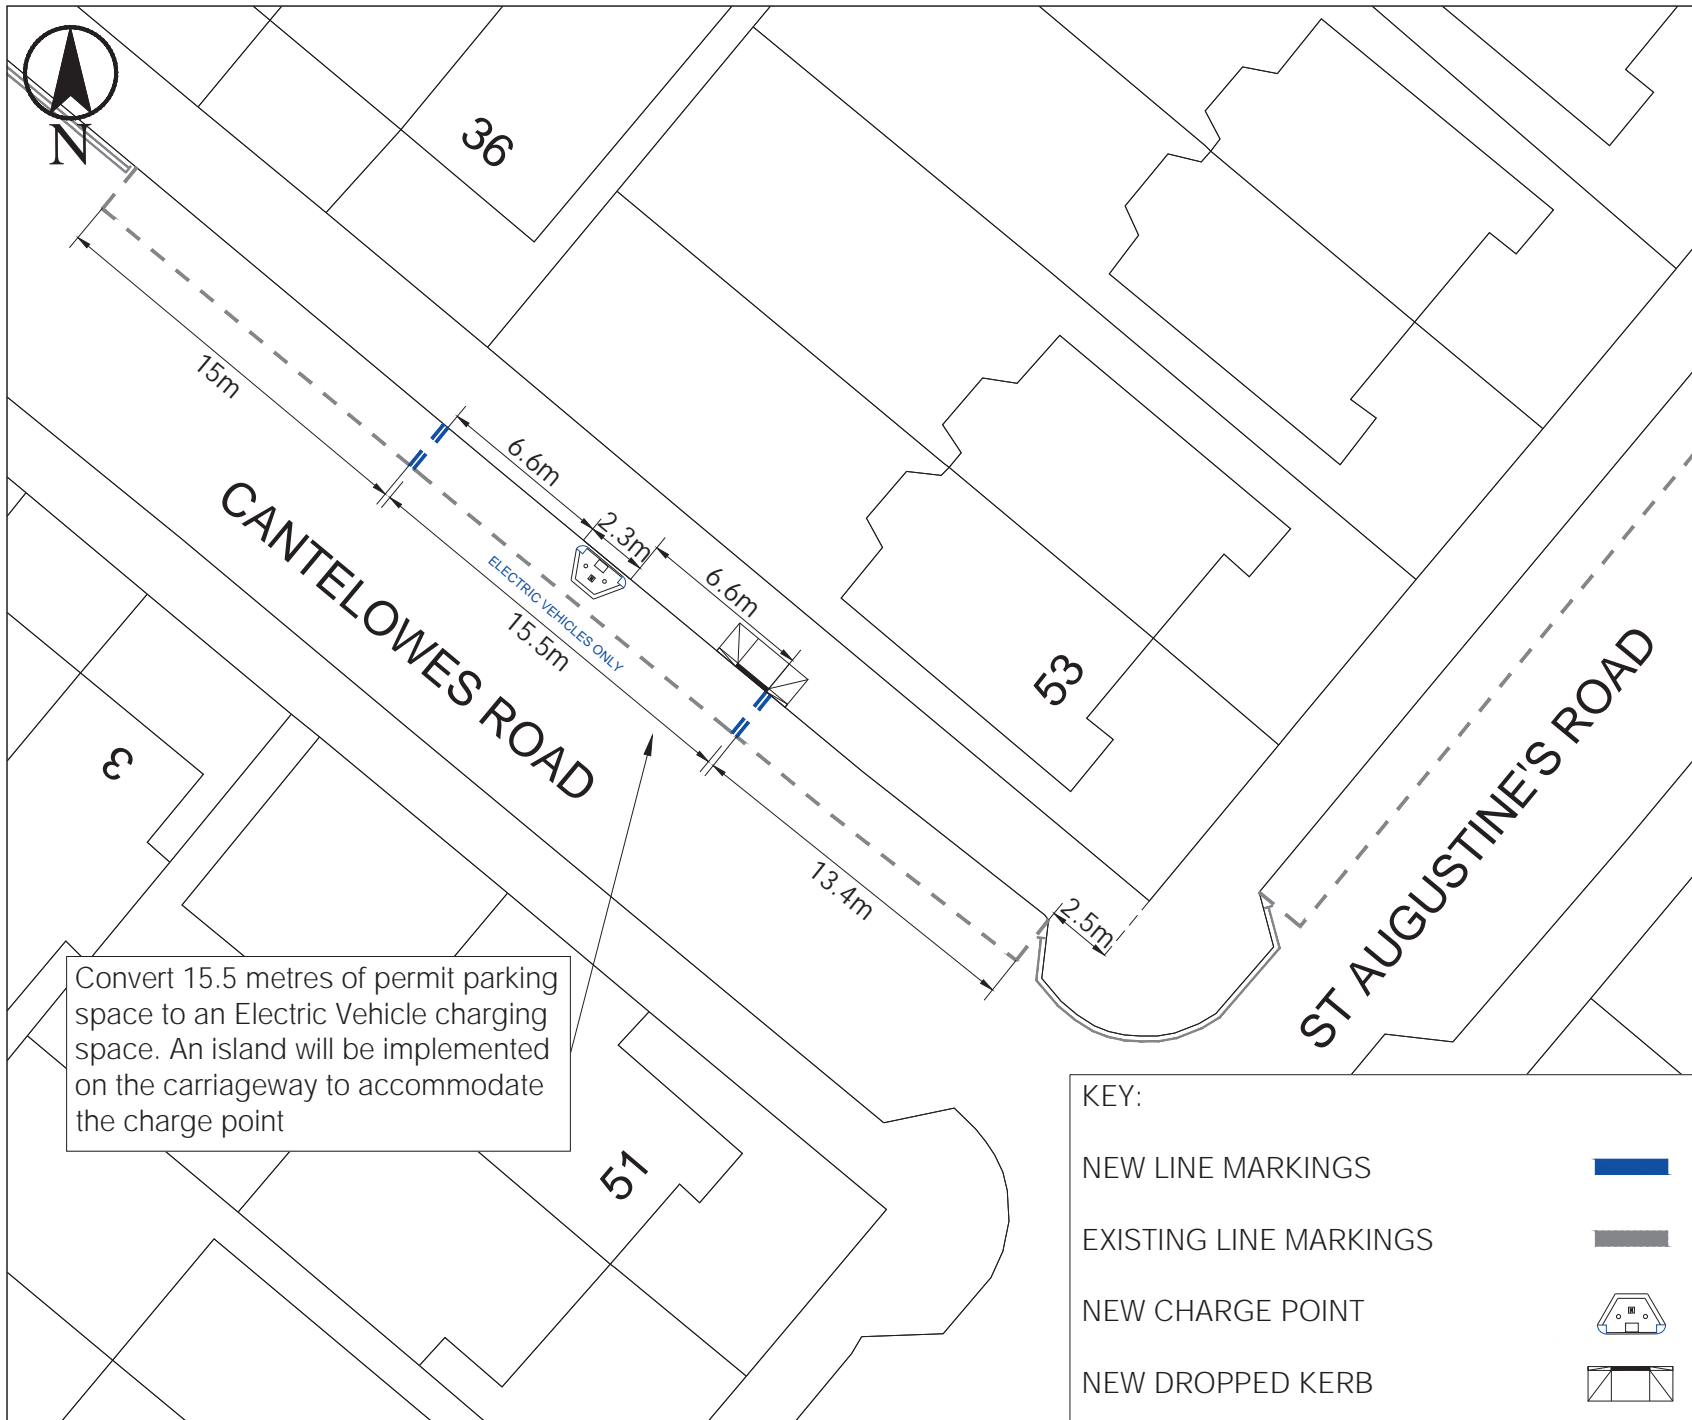 N
36
15m
6.6m
2.3m
6.6m
ELECTRIC VEHICLES ONLY
15.5m
CANTELOWES ROAD
53
3
13.4m
2.5m
ST AUGUSTINE'S ROAD
Convert 15.5 metres of permit parking
space to an Electric Vehicle charging
space. An island will be implemented
on the carriageway to accommodate
the charge point
51
KEY:
NEW LINE MARKINGS
EXISTING LINE MARKINGS
NEW CHARGE POINT
NEW DROPPED KERB